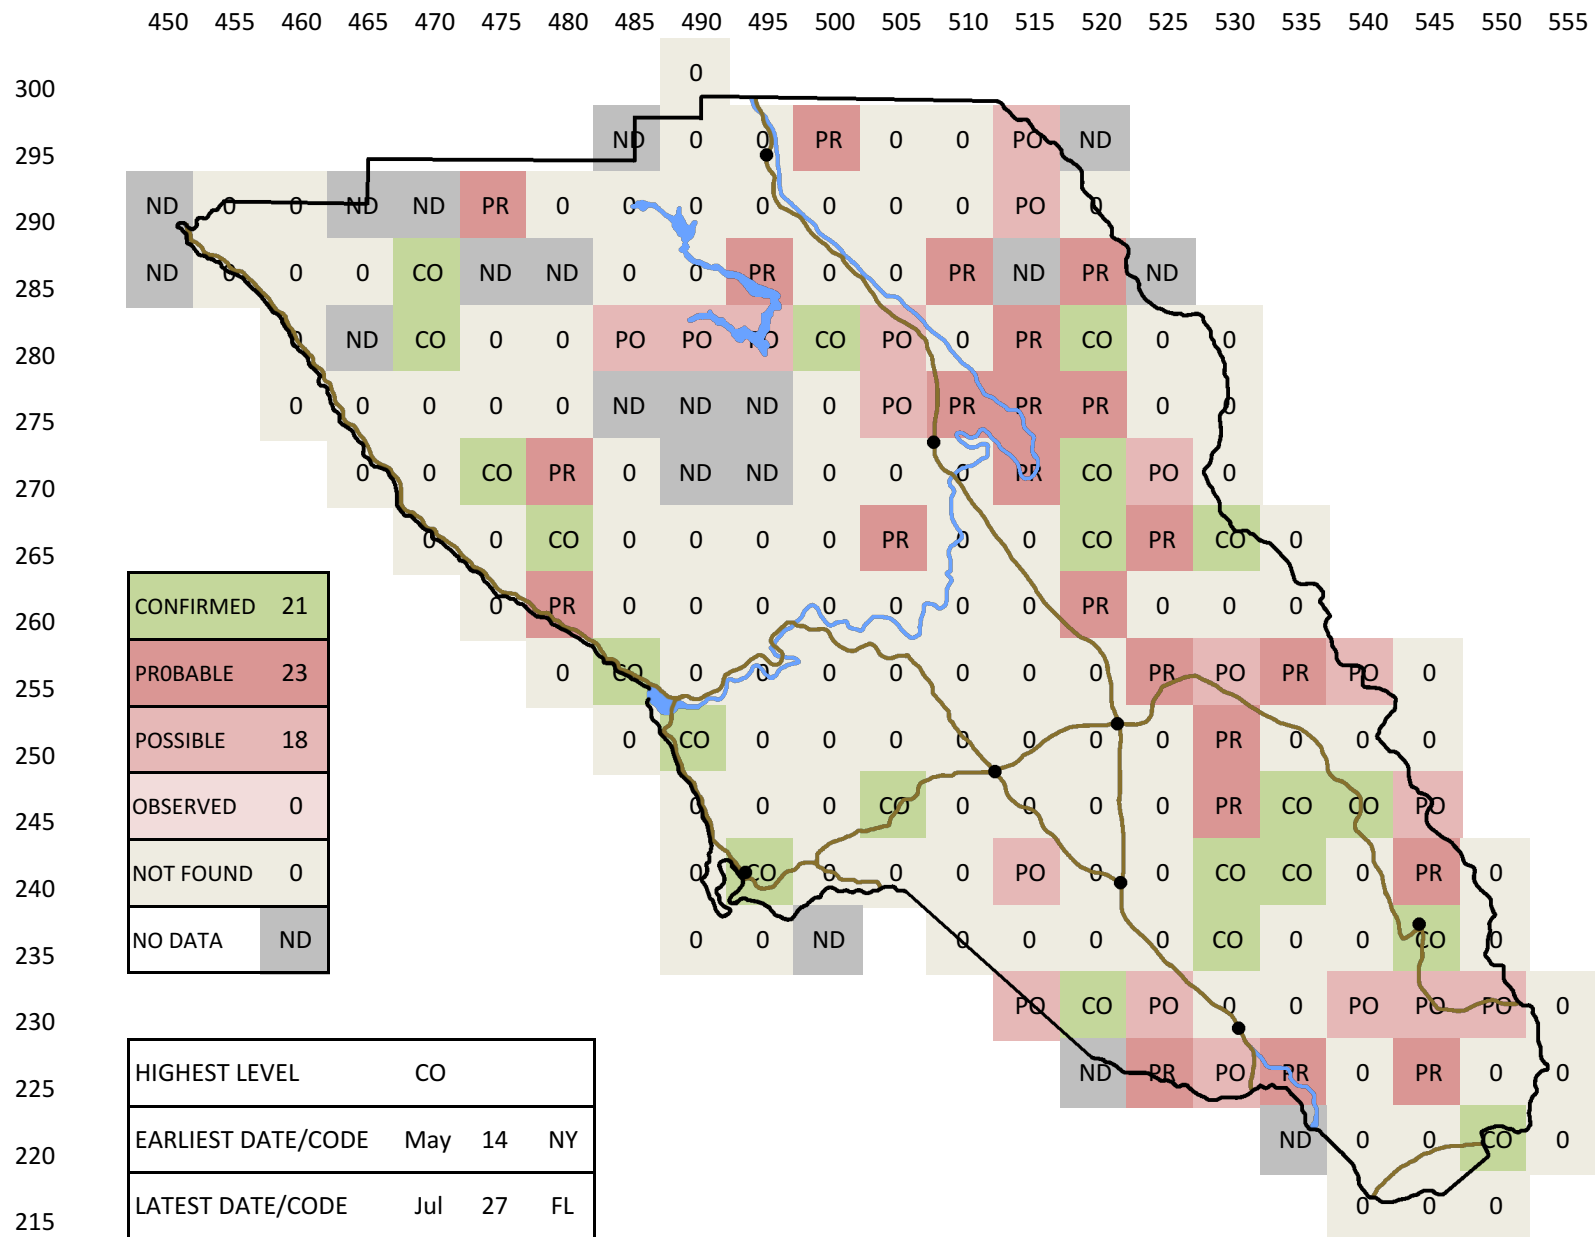 450 455 460 465 470 475 480 485 490 495 500 505 510 515 520 525 530 535 540 545 550 555
300 0
295 ND 0 0 PR 0 0 PO ND
290 ND 0 0 ND ND PR 0 0 0 0 0 0 0 PO 0
285 ND 0 0 0 CO ND ND 0 0 PR 0 0 PR ND PR ND
280 0 ND CO 0 0 PO PO PO CO PO 0 PR CO 0 0
275 0 0 0 0 0 ND ND ND 0 PO PR PR PR 0 0
270 0 0 CO PR 0 ND ND 0 0 0 PR CO PO 0
265 0 0 CO 0 0 0 0 PR 0 0 CO PR CO 0
260 CONFIRMED 21 0 PR 0 0 0 0 0 0 0 PR 0 0 0
255 PR0BABLE 23 0 CO 0 0 0 0 0 0 0 PR PO PR PO 0
250 POSSIBLE 18 0 CO 0 0 0 0 0 0 0 PR 0 0 0
245 OBSERVED 0 0 0 0 CO 0 0 0 0 PR CO CO PO
240 NOT FOUND 0 0 CO 0 0 0 PO 0 0 CO CO 0 PR 0
235 NO DATA ND 0 0 ND 0 0 0 0 CO 0 0 CO 0
230 PO CO PO 0 0 PO PO PO 0
225 HIGHEST LEVEL CO ND PR PO PR 0 PR 0 0
220 EARLIEST DATE/CODE May 14 NY ND 0 0 CO 0
215 LATEST DATE/CODE Jul 27 FL 0 0 0